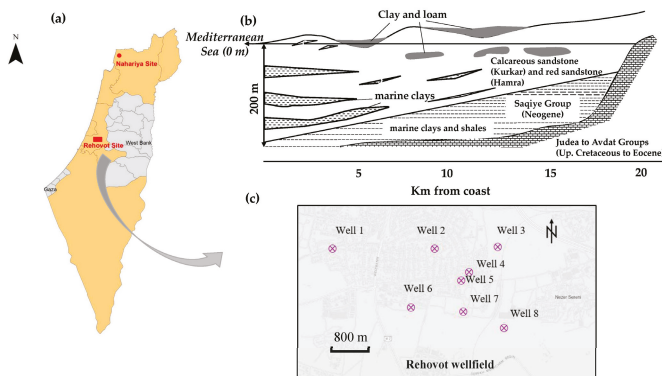 (a)
N
Nahariya Site
Rehovot Site
West Bank
Gaza
(b)
Clay and loam
Mediterranean
Sea (0 m)
200 m
Calcareous sandstone
(Kurkar) and red sandstone
(Hamra)
marine clays
Saqiye Group
(Neogene)
marine clays and shales
Judea to Avdat Groups
(Up. Cretaceous to Eocene
5 10 15 20
Km from coast
(c)
N
Well 1
Well 2
Well 3
Well 4
Well 5
Well 6
Well 7
Well 8
800 m
Rehovot wellfield